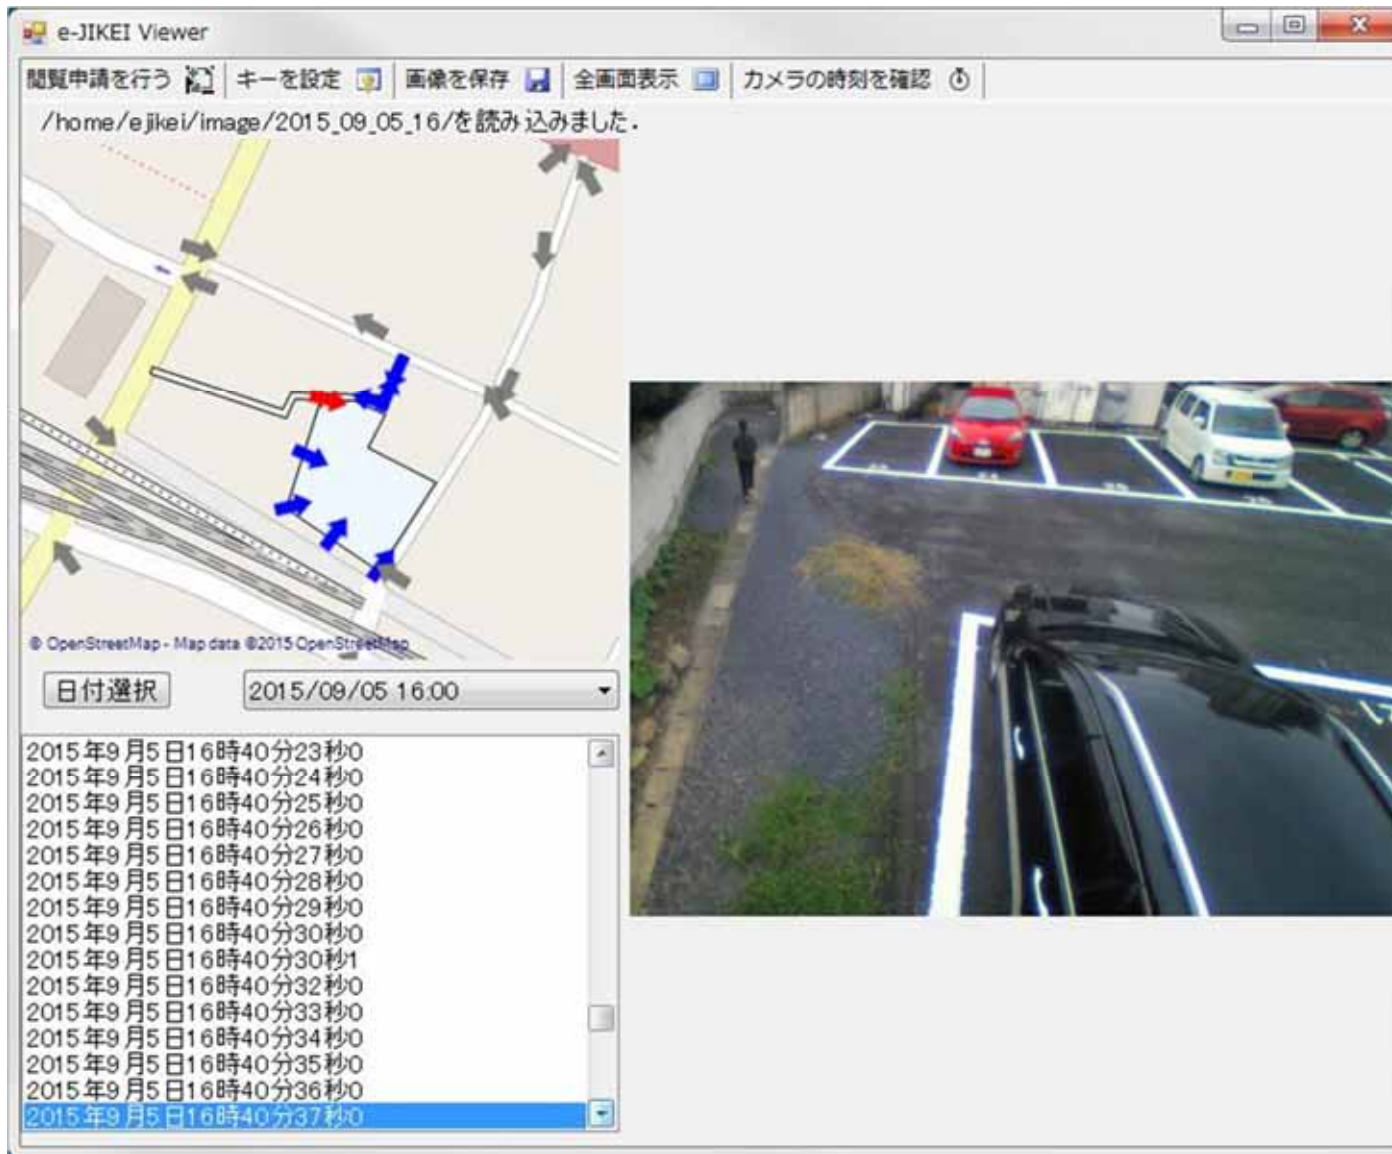 e-JIKEI Viewer
閲覧申請を行う キーを設定 画像を保存 全画面表示 カメラの時刻を確認
/home/ejikei/image/2015_09_05_16/を読み込みました.
© OpenStreetMap - Map data ©2015 OpenStreetMap
日付選択 2015/09/05 16:00
2015年9月5日16時40分23秒0
2015年9月5日16時40分24秒0
2015年9月5日16時40分25秒0
2015年9月5日16時40分26秒0
2015年9月5日16時40分27秒0
2015年9月5日16時40分28秒0
2015年9月5日16時40分29秒0
2015年9月5日16時40分30秒0
2015年9月5日16時40分30秒1
2015年9月5日16時40分32秒0
2015年9月5日16時40分33秒0
2015年9月5日16時40分34秒0
2015年9月5日16時40分35秒0
2015年9月5日16時40分36秒0
2015年9月5日16時40分37秒0